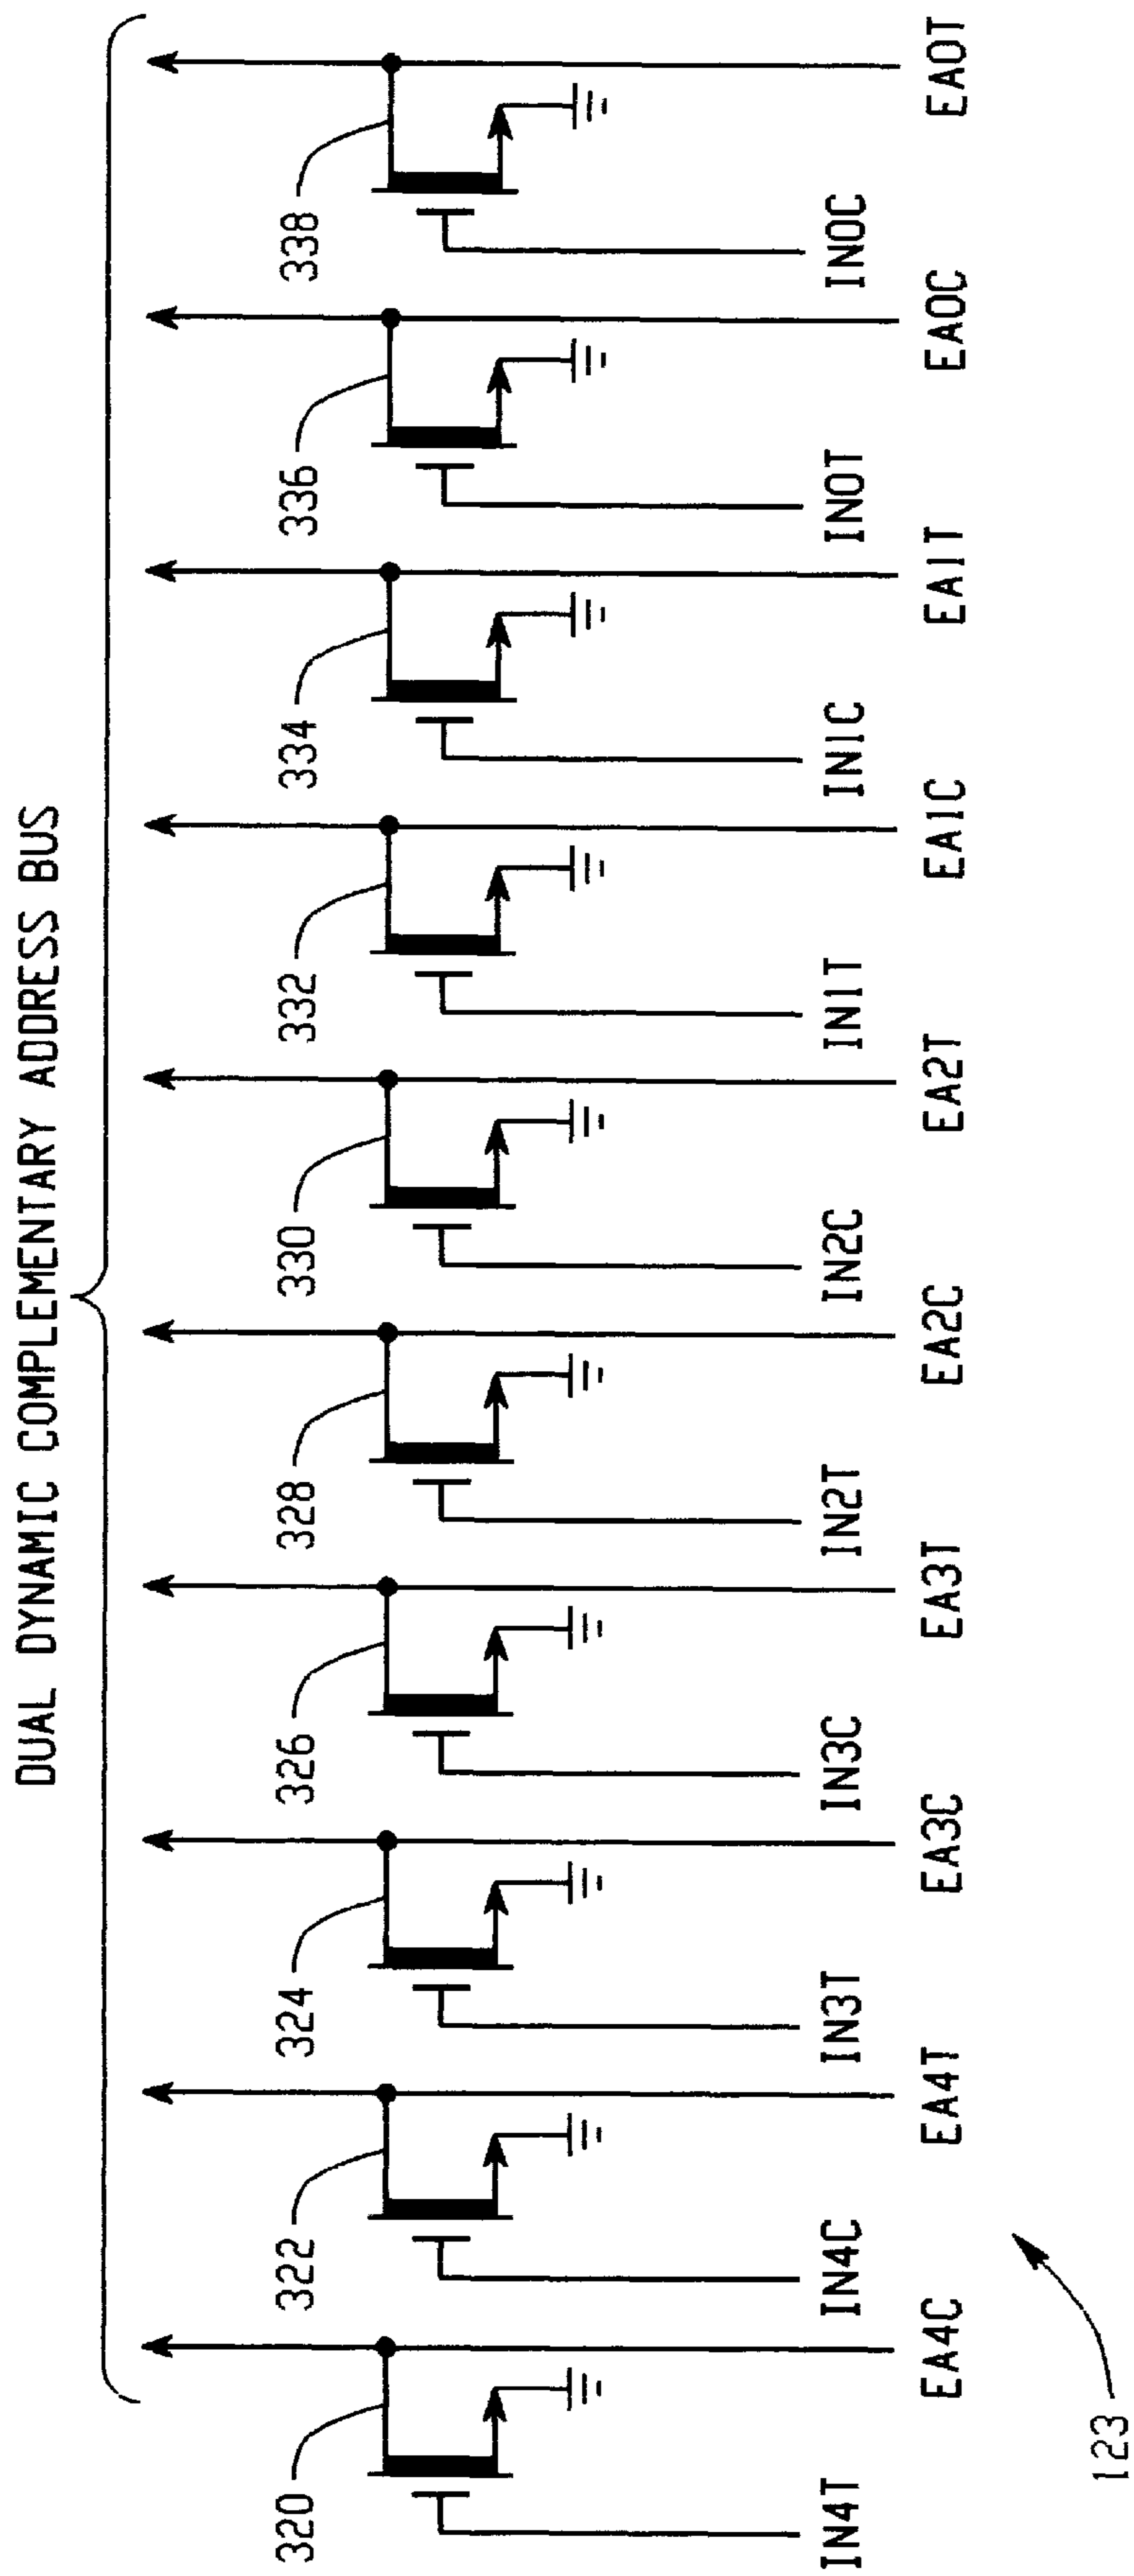 DUAL DYNAMIC COMPLEMENTARY ADDRESS BUS
320 322 324 326 328 330 332 334 336 338
IN4T IN4C IN3T IN3C IN2T IN2C IN1T IN1C IN0T IN0C
EA4C EA4T EA3C EA3T EA2C EA2T EA1C EA1T EA0C EA0T
123